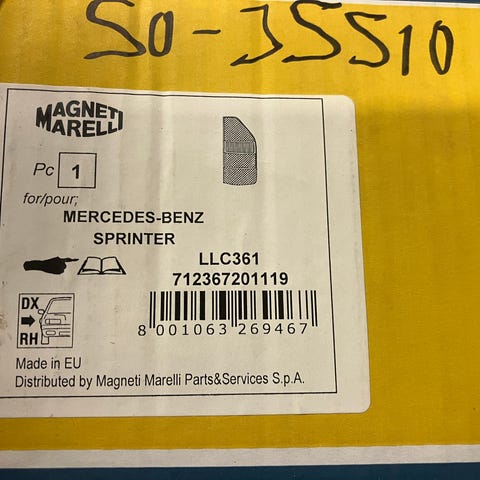 SO-35510
MAGNETI
MARELLI
Pc 1
for/pour;
MERCEDES-BENZ
SPRINTER
LLC361
712367201119
8 001063 269467
DX
RH
Made in EU
Distributed by Magneti Marelli Parts&Services S.p.A.